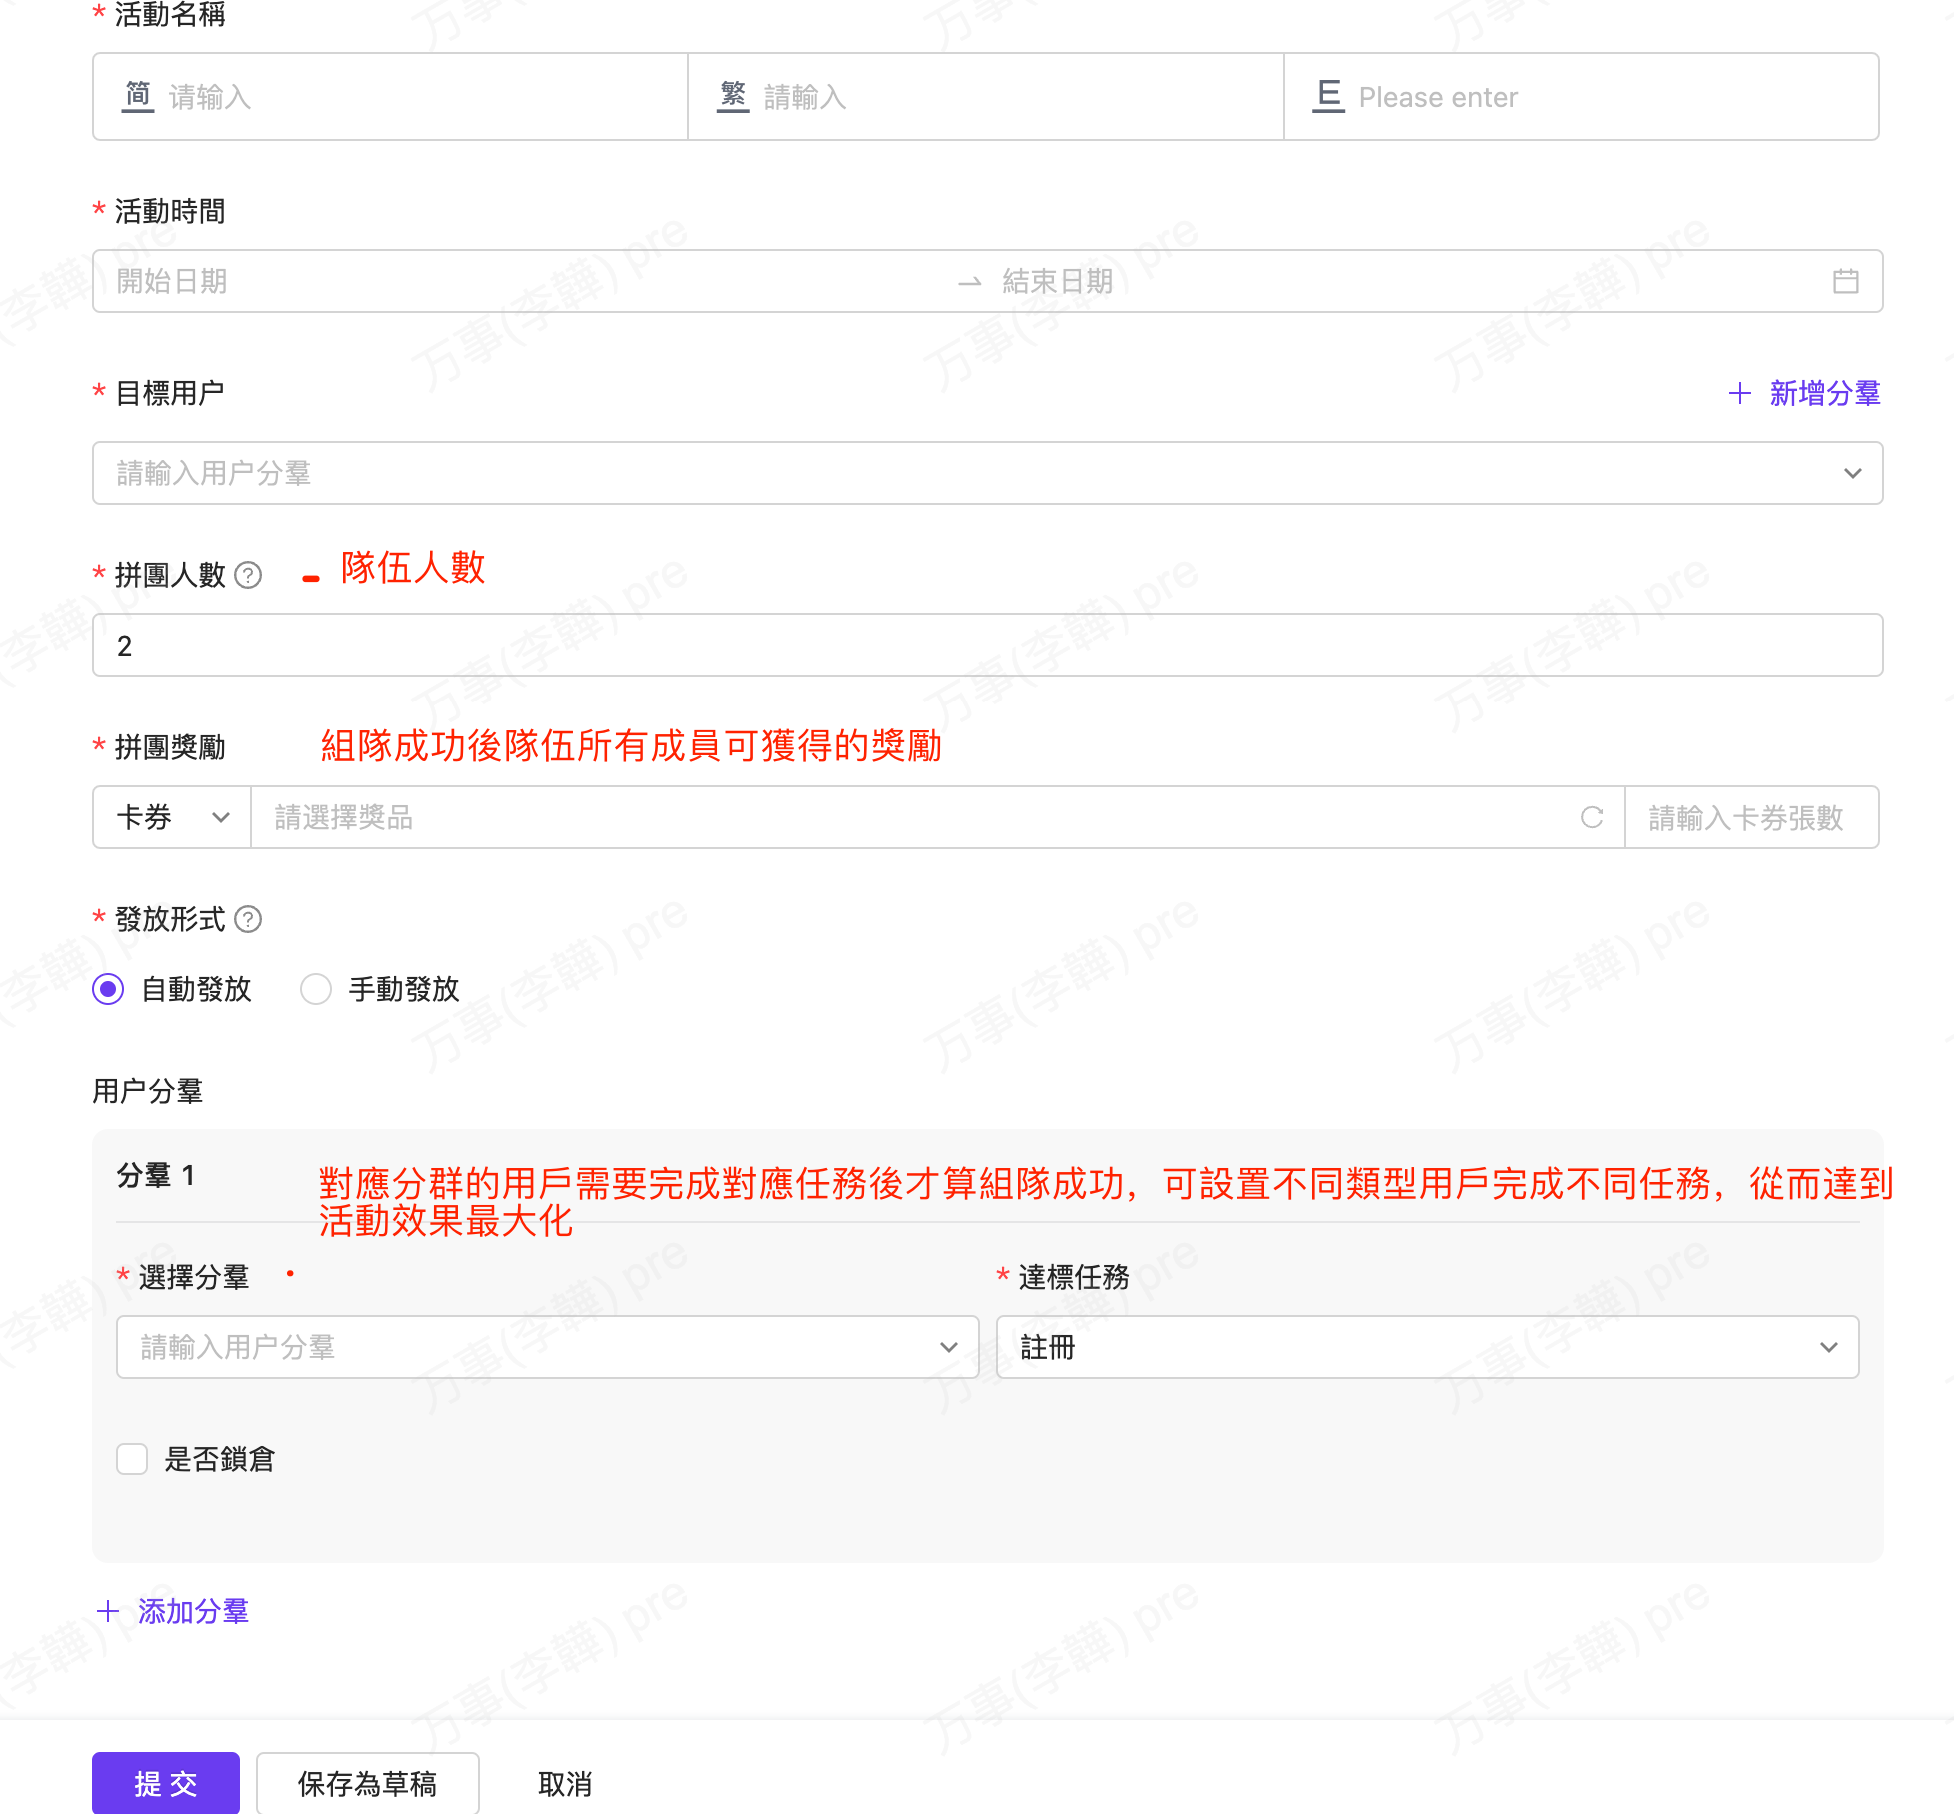 * 活動名稱
简 请输入 繁 請輸入 E Please enter
* 活動時間
開始日期 → 結束日期
* 目標用户 + 新增分羣
請輸入用户分羣
* 拼團人數 ? - 隊伍人數
2
* 拼團獎勵 組隊成功後隊伍所有成員可獲得的獎勵
卡券 請選擇獎品 請輸入卡券張數
* 發放形式 ?
自動發放 手動發放
用户分羣
分羣 1 對應分群的用戶需要完成對應任務後才算組隊成功，可設置不同類型用戶完成不同任務，從而達到
活動效果最大化
* 選擇分羣 * 達標任務
請輸入用户分羣 註冊
是否鎖倉
+ 添加分羣
提 交 保存為草稿 取消
万事(李韡) pre